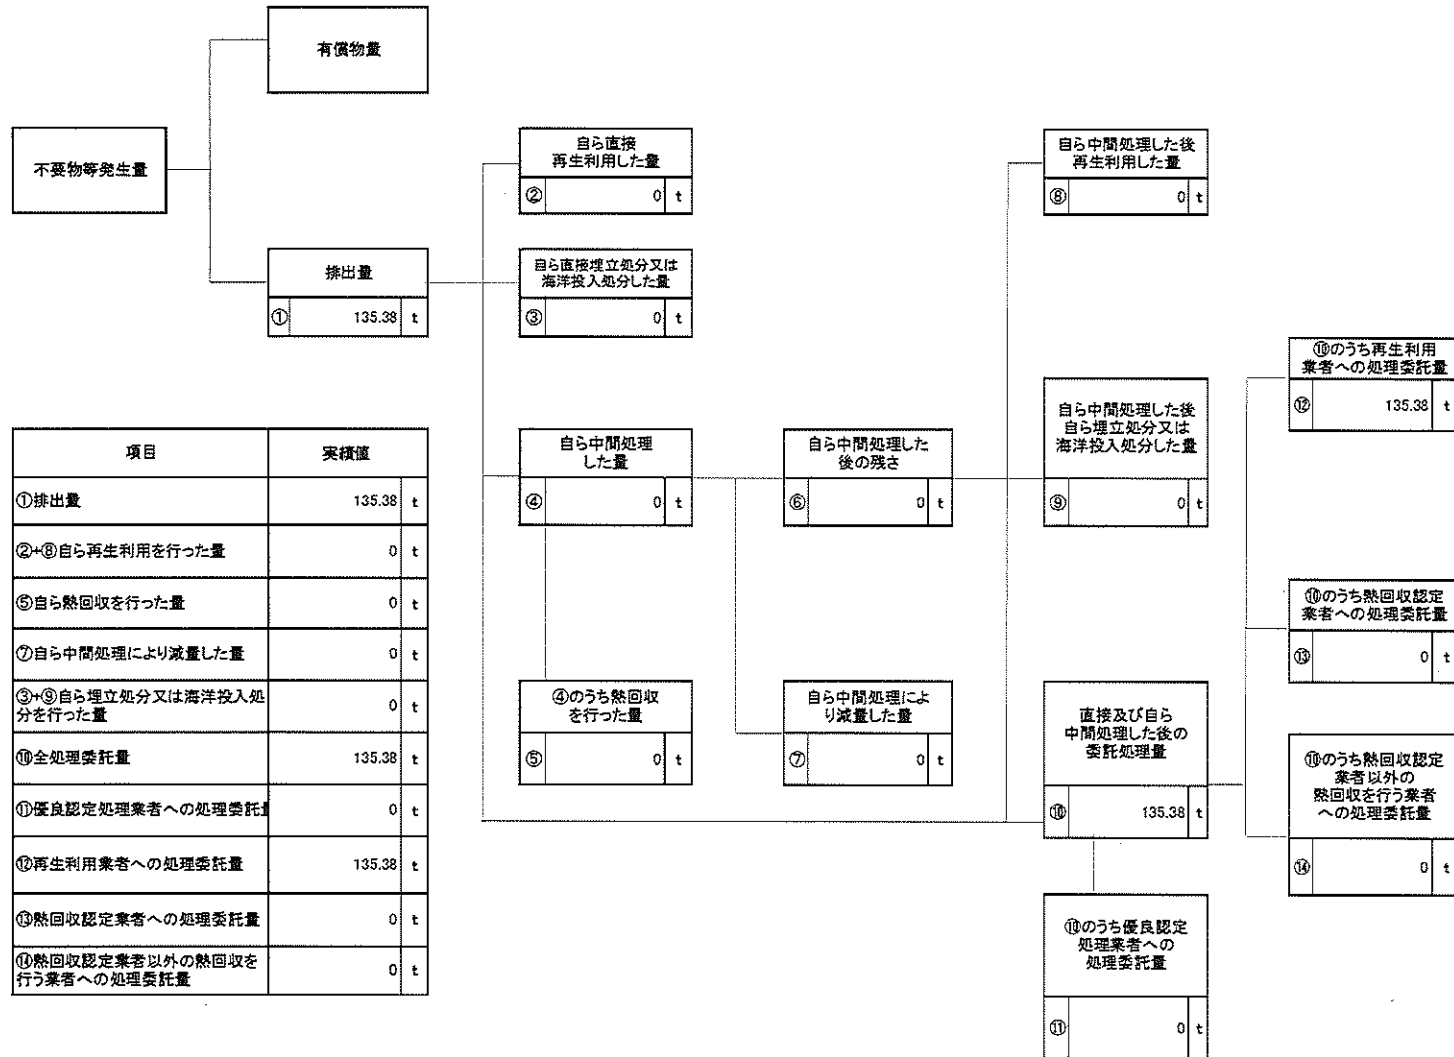 有償物量
不要物等発生量
自ら直接
再生利用した量
② 0 t
自ら中間処理した後
再生利用した量
⑧ 0 t
排出量
① 135.38 t
自ら直接埋立処分又は
海洋投入処分した量
③ 0 t
⑩のうち再生利用
業者への処理委託量
⑫ 135.38 t
自ら中間処理
した量
④ 0 t
自ら中間処理した
後の残さ
⑥ 0 t
自ら中間処理した後
自ら埋立処分又は
海洋投入処分した量
⑨ 0 t
⑩のうち熱回収認定
業者への処理委託量
⑬ 0 t
④のうち熱回収
を行った量
⑤ 0 t
自ら中間処理によ
り減量した量
⑦ 0 t
直接及び自ら
中間処理した後の
委託処理量
⑩ 135.38 t
⑩のうち熱回収認定
業者以外の
熱回収を行う業者
への処理委託量
⑭ 0 t
⑩のうち優良認定
処理業者への
処理委託量
⑪ 0 t
項目 実績値
①排出量 135.38 t
②+⑧自ら再生利用を行った量 0 t
⑤自ら熱回収を行った量 0 t
⑦自ら中間処理により減量した量 0 t
③+⑨自ら埋立処分又は海洋投入処
分を行った量 0 t
⑩全処理委託量 135.38 t
⑪優良認定処理業者への処理委託量 0 t
⑫再生利用業者への処理委託量 135.38 t
⑬熱回収認定業者への処理委託量 0 t
⑭熱回収認定業者以外の熱回収を
行う業者への処理委託量 0 t